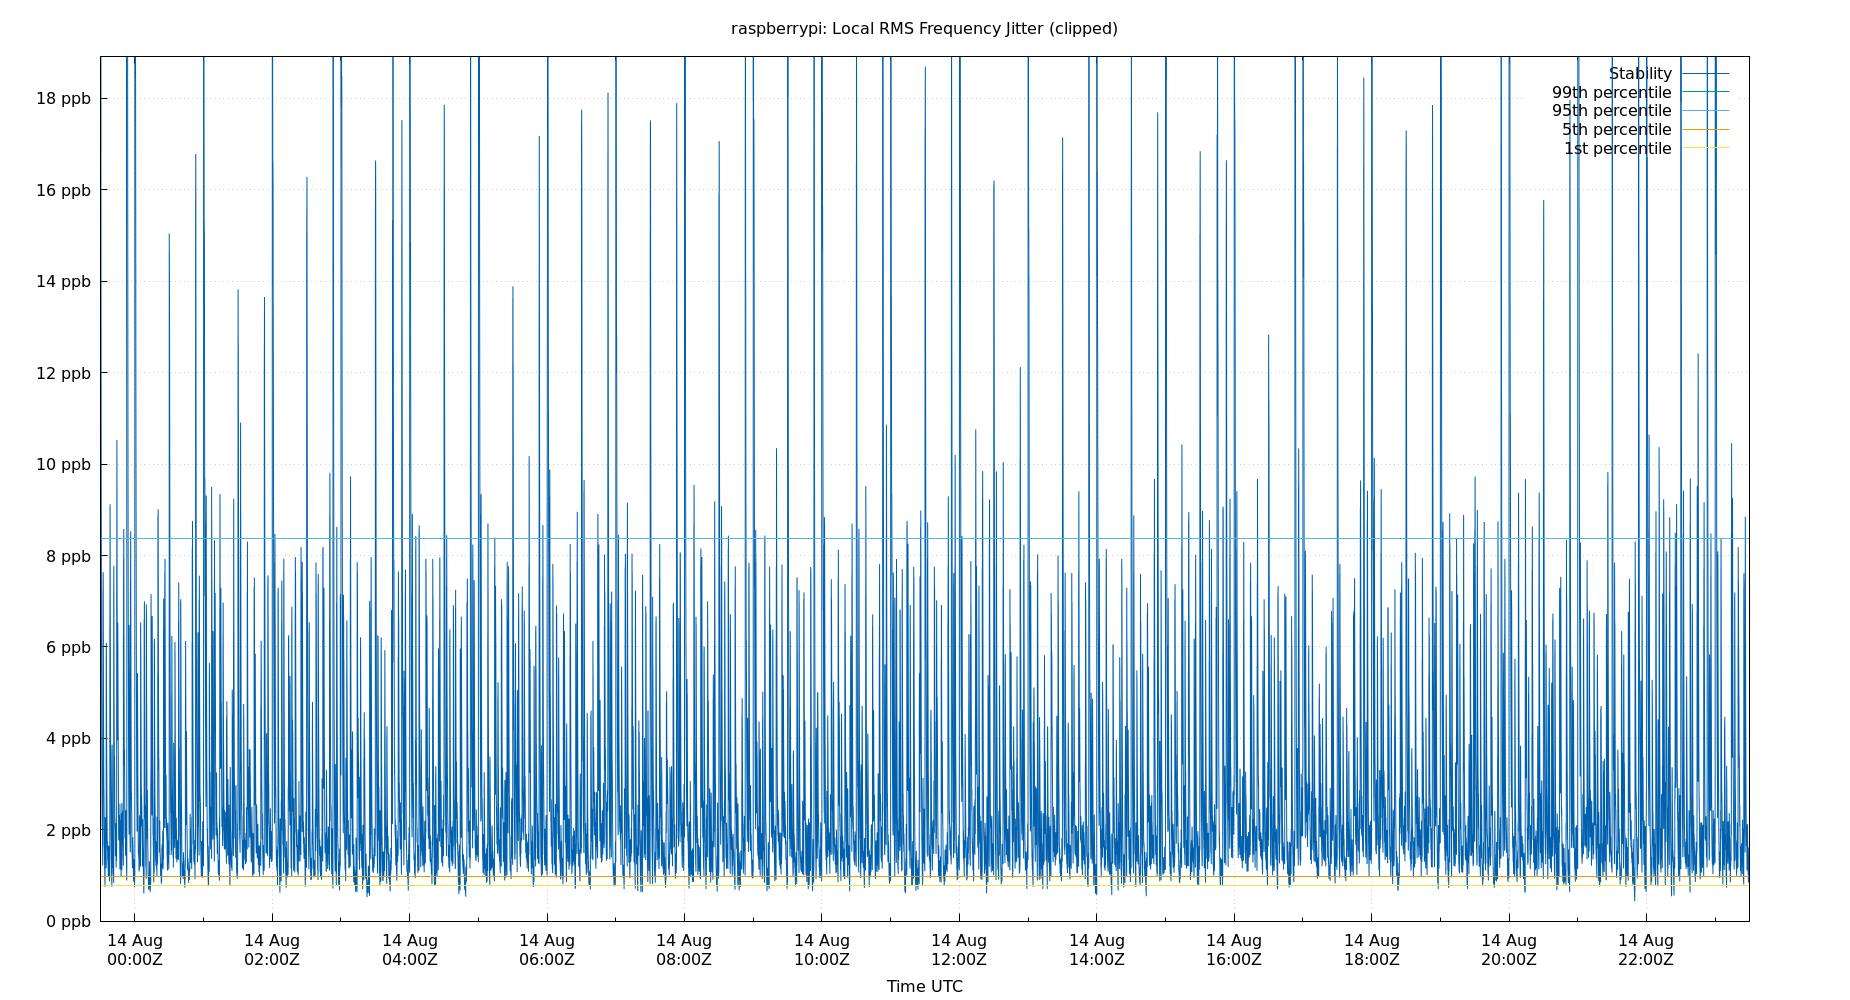 raspberrypi: Local RMS Frequency Jitter (clipped)
18 ppb
16 ppb
14 ppb
12 ppb
10 ppb
8 ppb
6 ppb
4 ppb
2 ppb
0 ppb
Stability
99th percentile
95th percentile
5th percentile
1st percentile
14 Aug 14 Aug 14 Aug 14 Aug 14 Aug 14 Aug 14 Aug 14 Aug 14 Aug 14 Aug 14 Aug 14 Aug
00:00Z 02:00Z 04:00Z 06:00Z 08:00Z 10:00Z 12:00Z 14:00Z 16:00Z 18:00Z 20:00Z 22:00Z
Time UTC